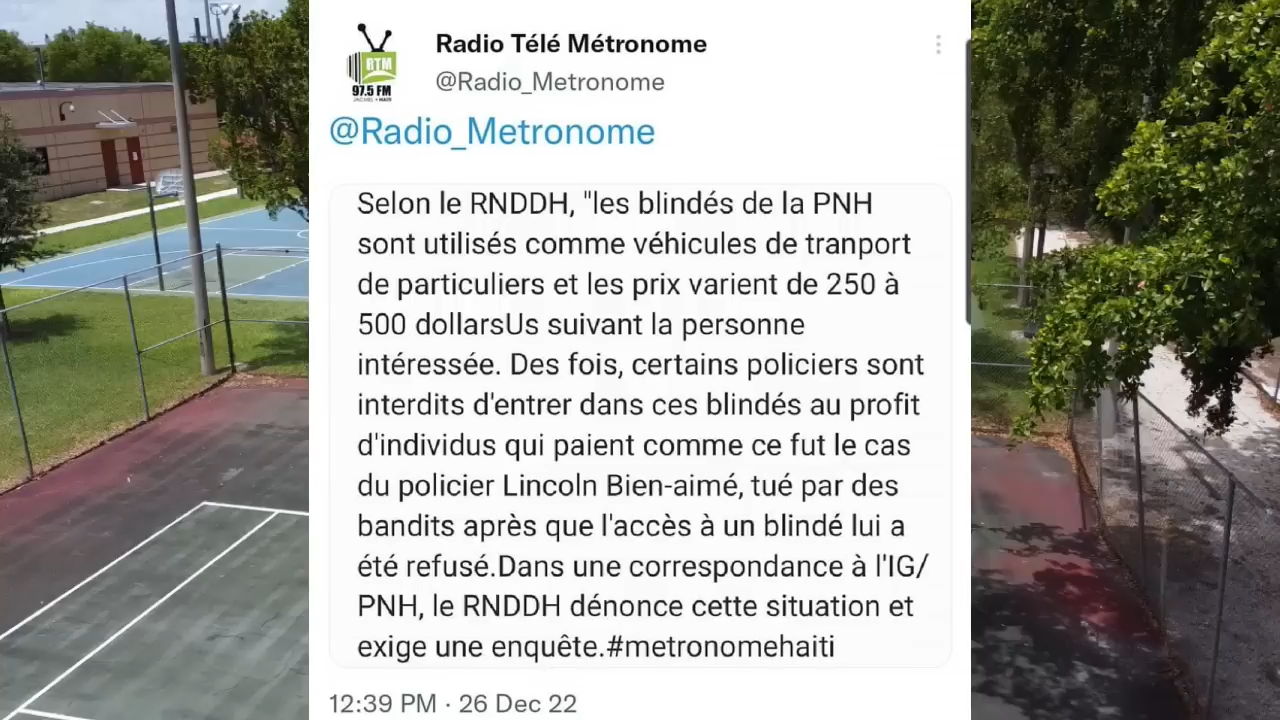 Radio Télé Métronome
@Radio_Metronome
RTM
97.5 FM
JACMEL • HAITI
@Radio_Metronome
Selon le RNDDH, "les blindés de la PNH
sont utilisés comme véhicules de tranport
de particuliers et les prix varient de 250 à
500 dollarsUs suivant la personne
intéressée. Des fois, certains policiers sont
interdits d'entrer dans ces blindés au profit
d'individus qui paient comme ce fut le cas
du policier Lincoln Bien-aimé, tué par des
bandits après que l'accès à un blindé lui a
été refusé.Dans une correspondance à l'IG/
PNH, le RNDDH dénonce cette situation et
exige une enquête.#metronomehaiti
12:39 PM · 26 Dec 22